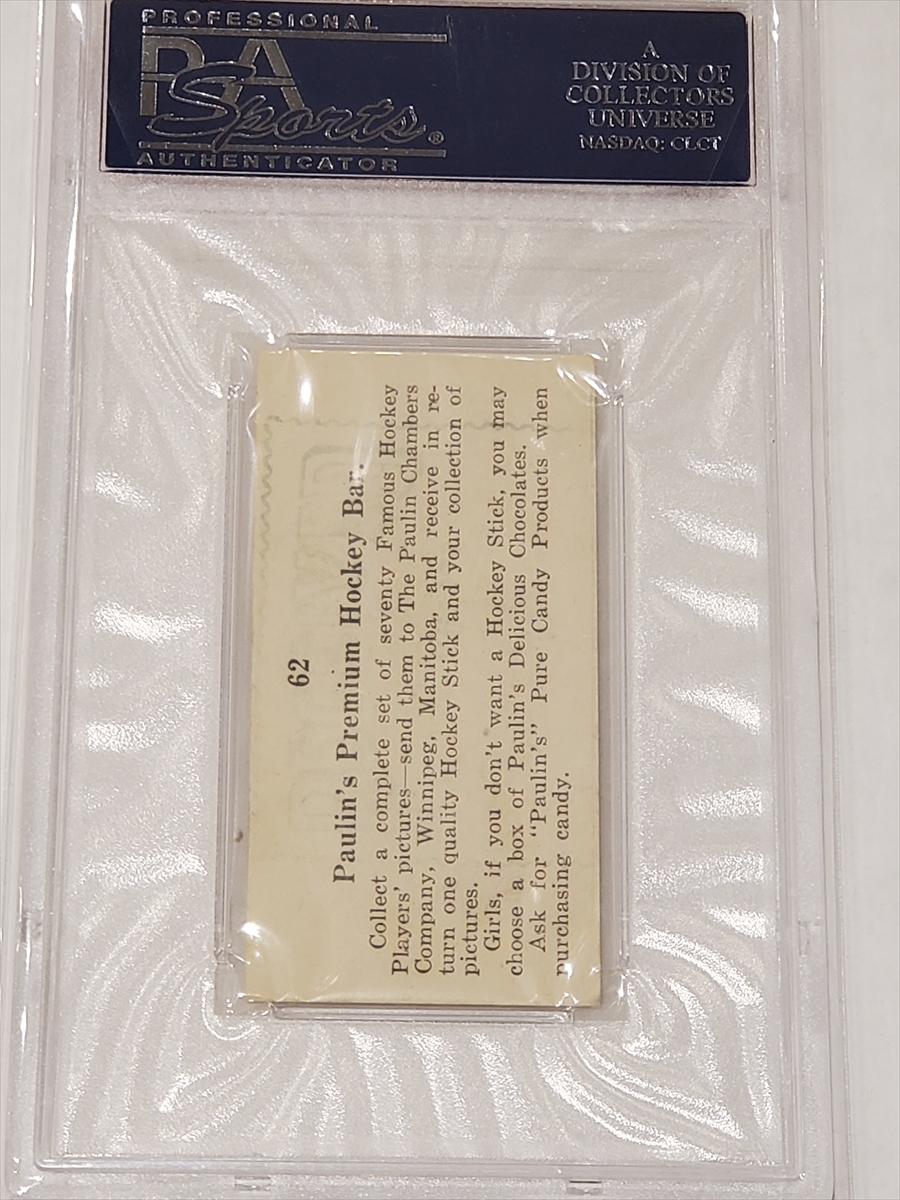 PROFESSIONAL
PSA
Sports®
AUTHENTICATOR
A
DIVISION OF
COLLECTORS
UNIVERSE
NASDAQ: CLCT
62
Paulin's Premium Hockey Bar.
Collect a complete set of seventy Famous Hockey
Players' pictures—send them to The Paulin Chambers
Company, Winnipeg, Manitoba, and receive in re-
turn one quality Hockey Stick and your collection of
pictures.
Girls, if you don't want a Hockey Stick, you may
choose a box of Paulin's Delicious Chocolates.
Ask for "Paulin's" Pure Candy Products when
purchasing candy.